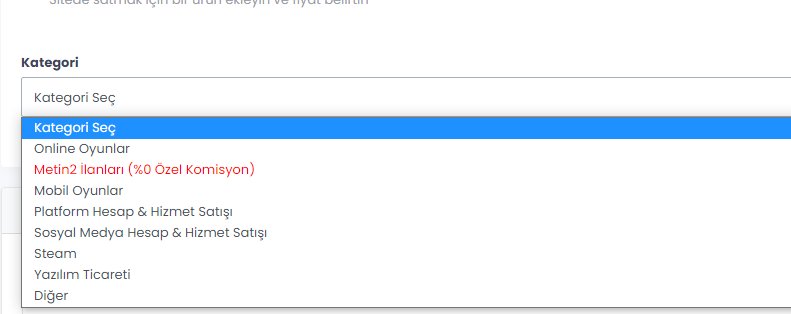 Sitede satmak için bir ürün ekleyin ve fiyat belirtin
Kategori
Kategori Seç
Kategori Seç
Online Oyunlar
Metin2 İlanları (%0 Özel Komisyon)
Mobil Oyunlar
Platform Hesap & Hizmet Satışı
Sosyal Medya Hesap & Hizmet Satışı
Steam
Yazılım Ticareti
Diğer